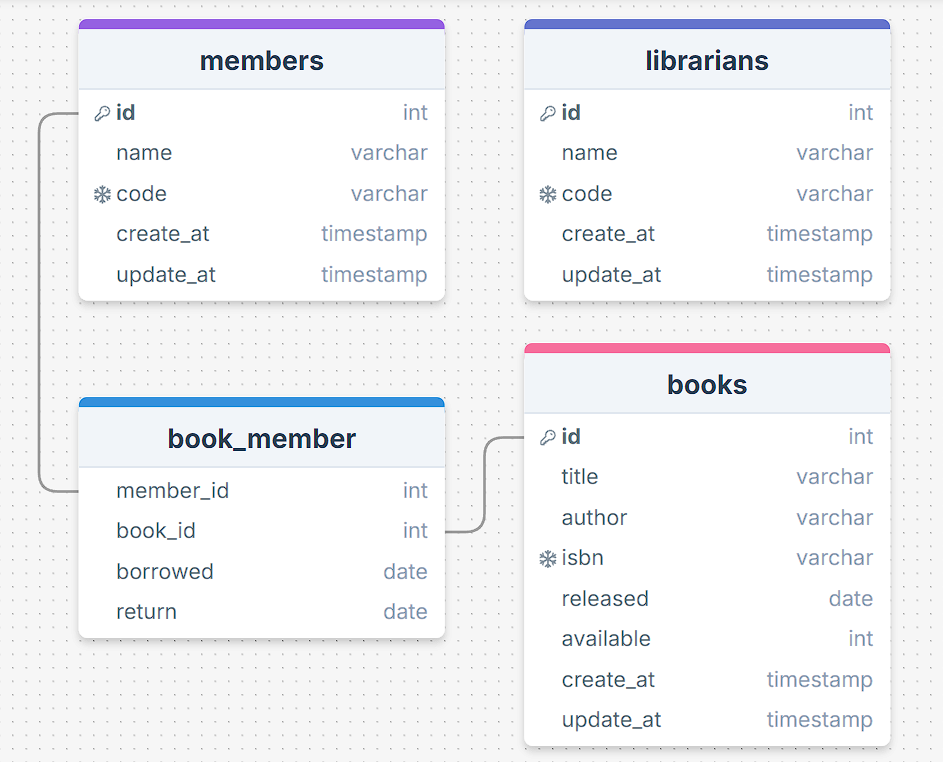 members
id int
name varchar
code varchar
create_at timestamp
update_at timestamp
librarians
id int
name varchar
code varchar
create_at timestamp
update_at timestamp
book_member
member_id int
book_id int
borrowed date
return date
books
id int
title varchar
author varchar
isbn varchar
released date
available int
create_at timestamp
update_at timestamp